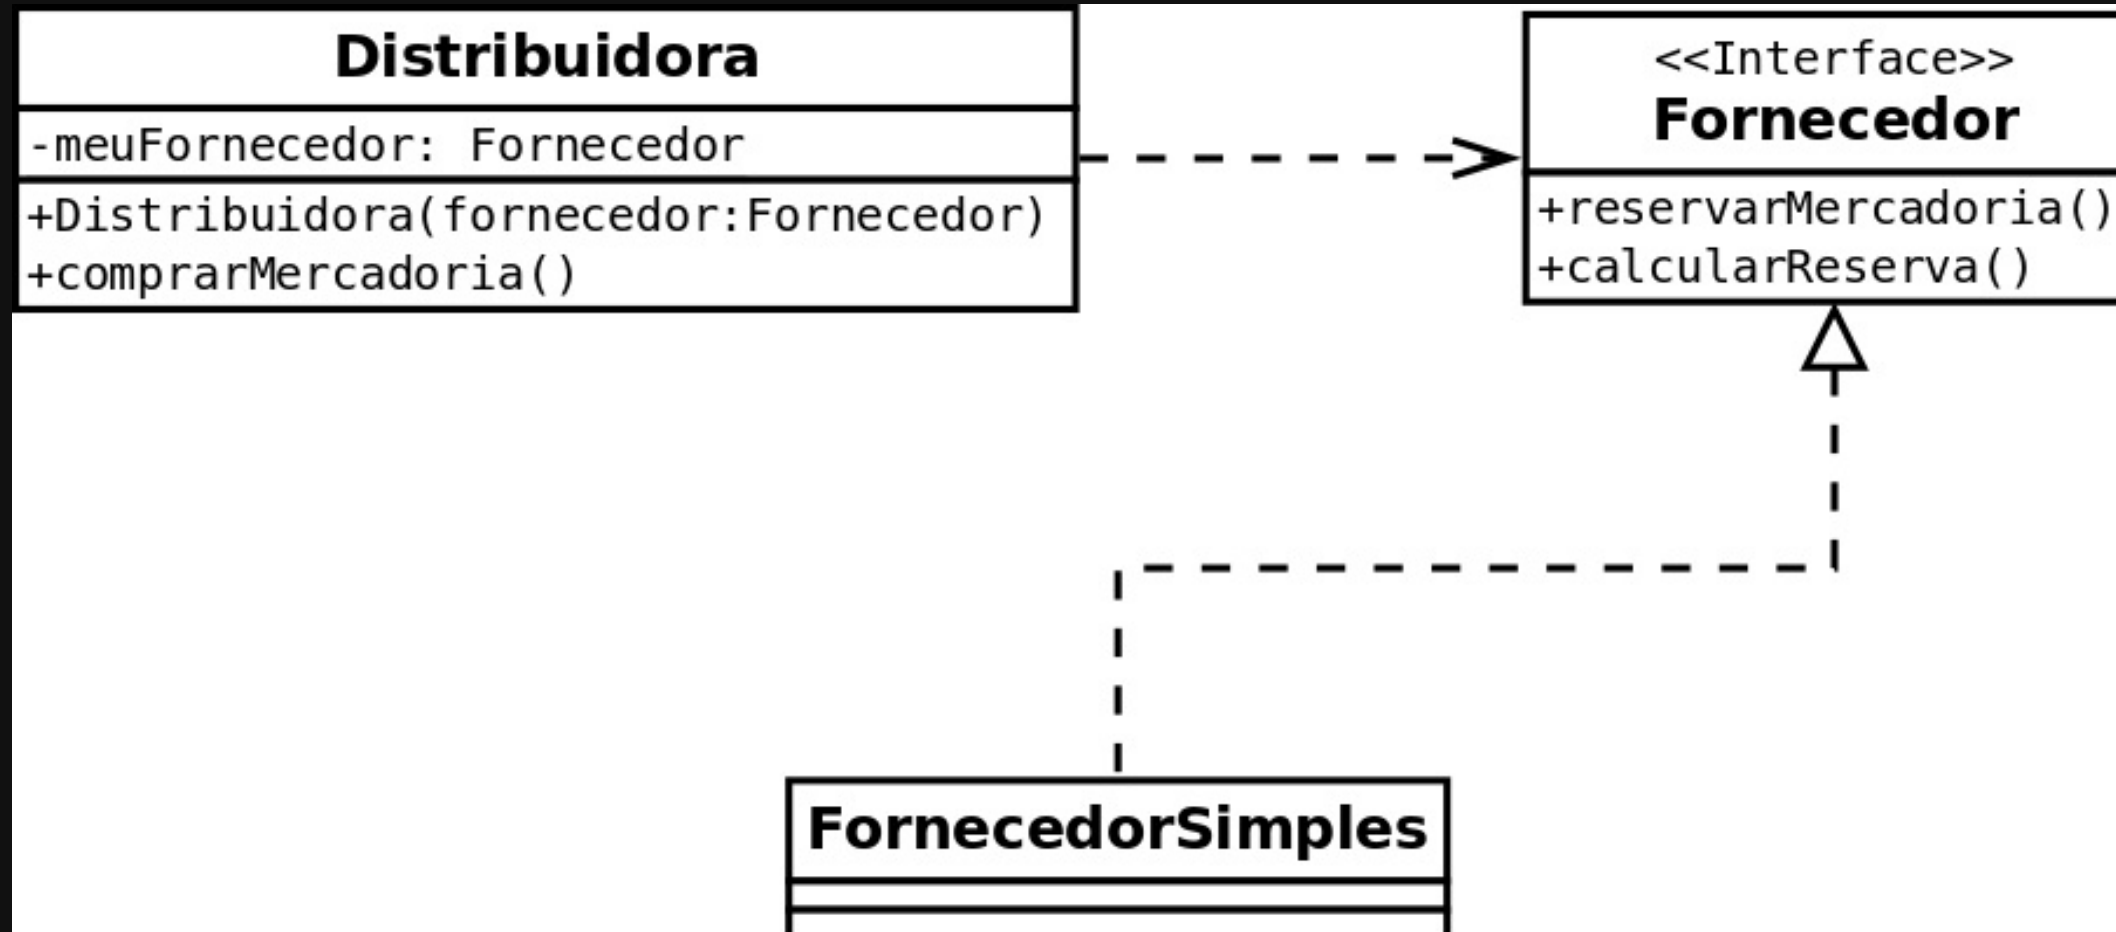 Distribuidora
-meuFornecedor: Fornecedor
+Distribuidora(fornecedor:Fornecedor)
+comprarMercadoria()
<<Interface>>
Fornecedor
+reservarMercadoria()
+calcularReserva()
FornecedorSimples